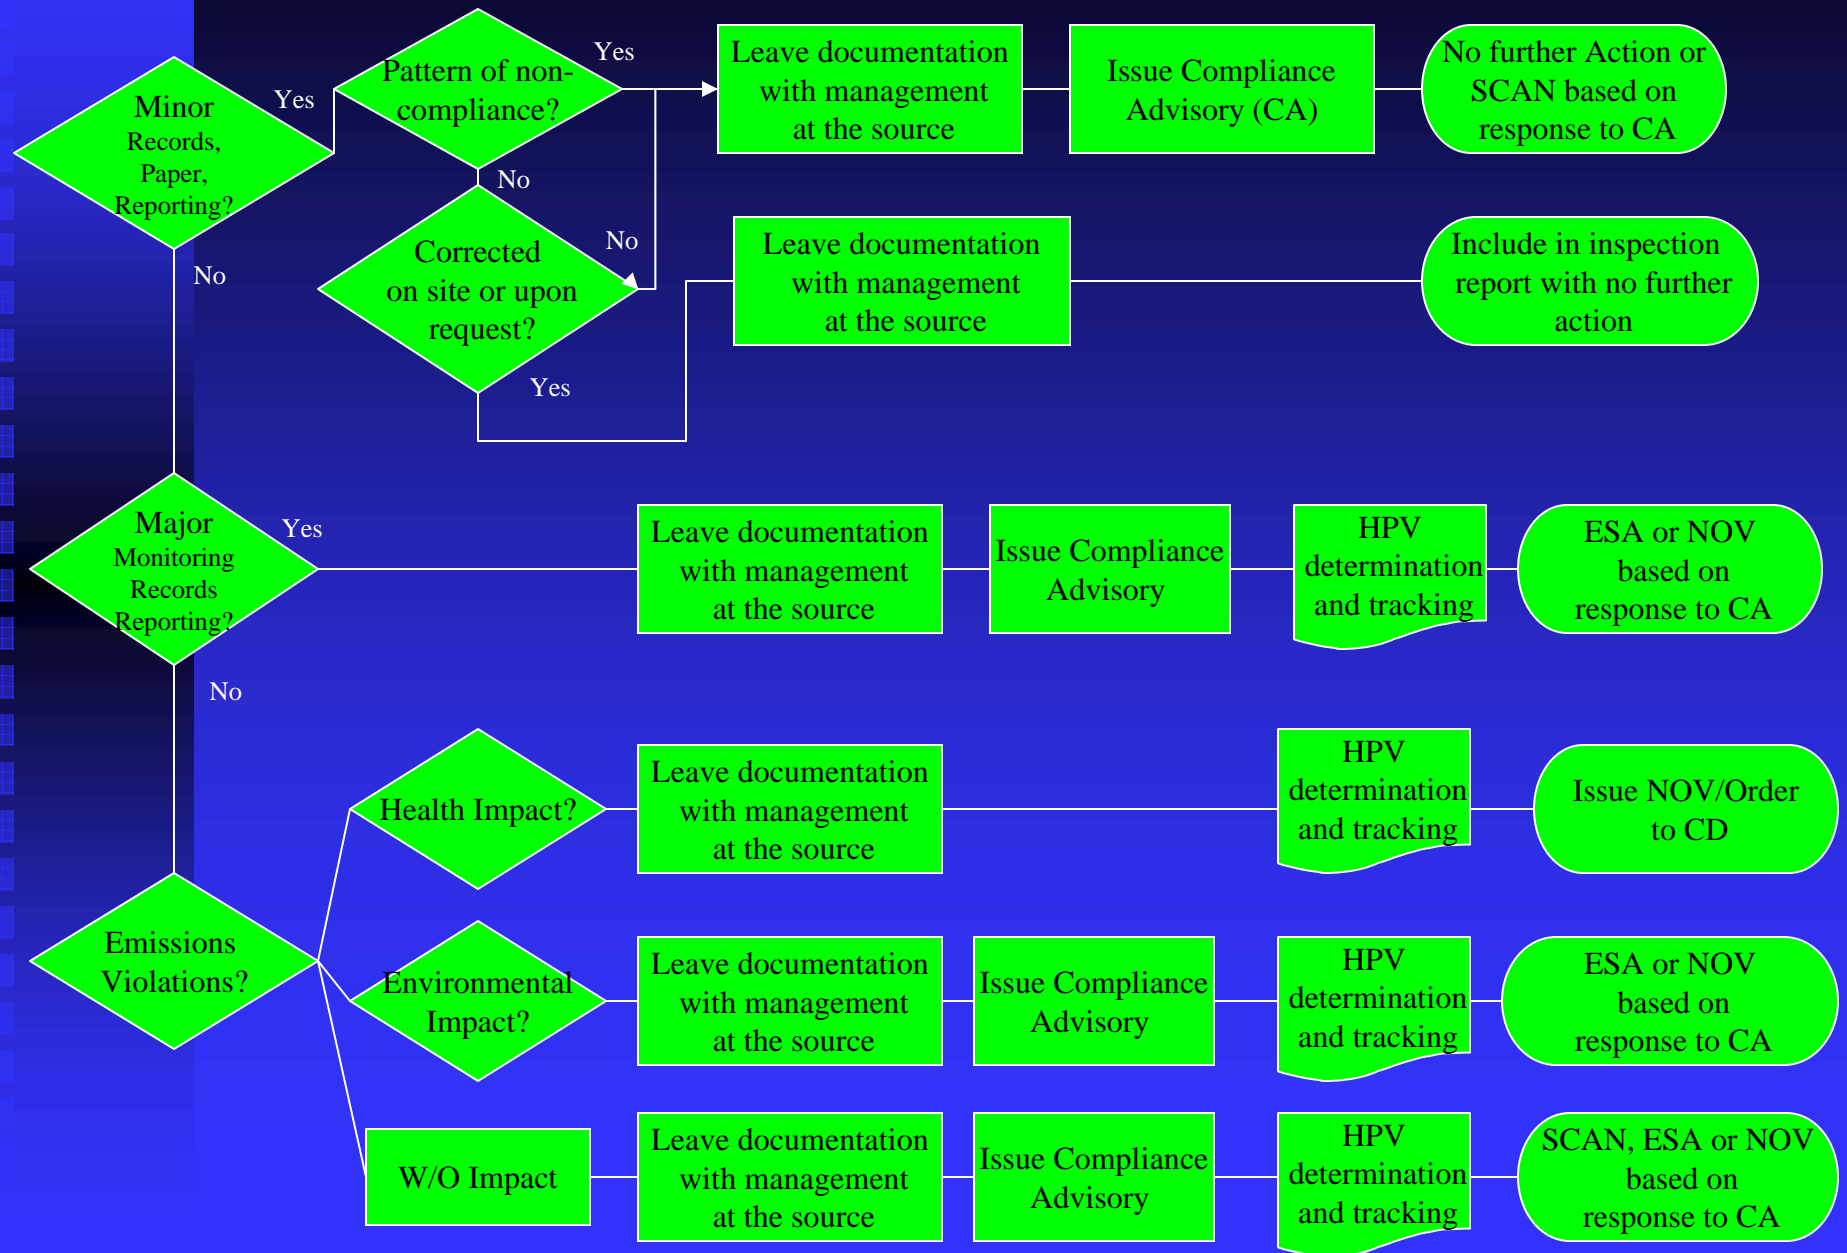 Minor
Records,
Paper,
Reporting?
Yes
Pattern of non-
compliance?
Yes
Leave documentation
with management
at the source
Issue Compliance
Advisory (CA)
No further Action or
SCAN based on
response to CA
No
No
Corrected
on site or upon
request?
No
Yes
Leave documentation
with management
at the source
Include in inspection
report with no further
action
Major
Monitoring
Records
Reporting?
Yes
Leave documentation
with management
at the source
Issue Compliance
Advisory
HPV
determination
and tracking
ESA or NOV
based on
response to CA
No
Emissions
Violations?
Health Impact?
Leave documentation
with management
at the source
HPV
determination
and tracking
Issue NOV/Order
to CD
Environmental
Impact?
Leave documentation
with management
at the source
Issue Compliance
Advisory
HPV
determination
and tracking
ESA or NOV
based on
response to CA
W/O Impact
Leave documentation
with management
at the source
Issue Compliance
Advisory
HPV
determination
and tracking
SCAN, ESA or NOV
based on
response to CA